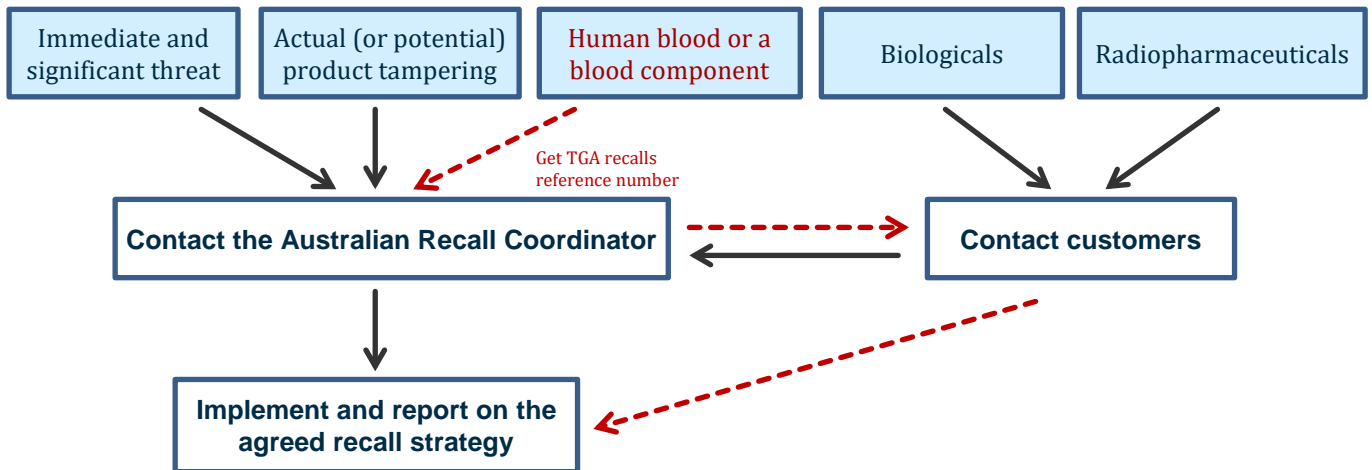 Immediate and
significant threat
Actual (or potential)
product tampering
Human blood or a
blood component
Biologicals
Radiopharmaceuticals
Get TGA recalls
reference number
Contact the Australian Recall Coordinator
Contact customers
Implement and report on the
agreed recall strategy